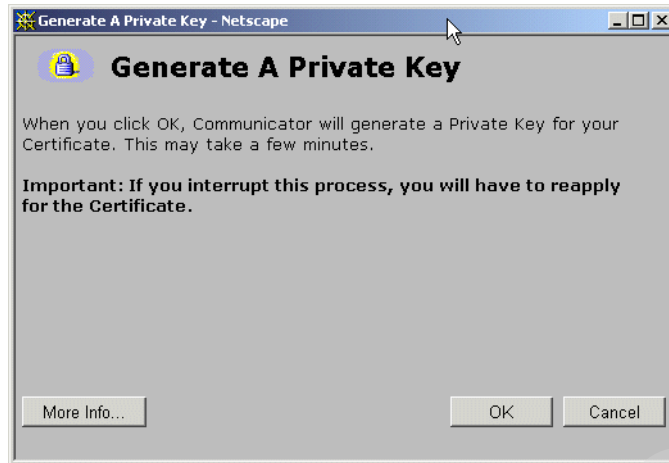 Generate A Private Key - Netscape
Generate A Private Key
When you click OK, Communicator will generate a Private Key for your
Certificate. This may take a few minutes.
Important: If you interrupt this process, you will have to reapply
for the Certificate.
More Info...
OK
Cancel